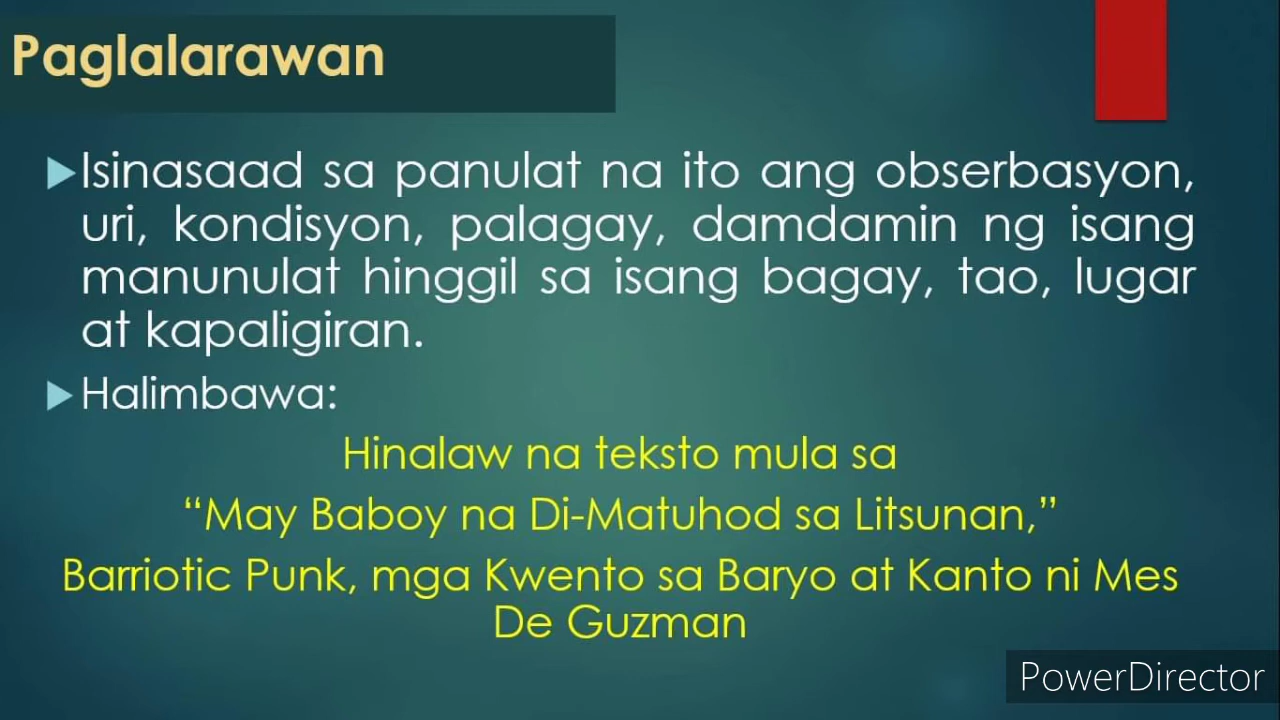 Paglalarawan
Isinasaad sa panulat na ito ang obserbasyon,
uri, kondisyon, palagay, damdamin ng isang
manunulat hinggil sa isang bagay, tao, lugar
at kapaligiran.
Halimbawa:
Hinalaw na teksto mula sa
“May Baboy na Di-Matuhod sa Litsunan,”
Barriotic Punk, mga Kwento sa Baryo at Kanto ni Mes
De Guzman
PowerDirector